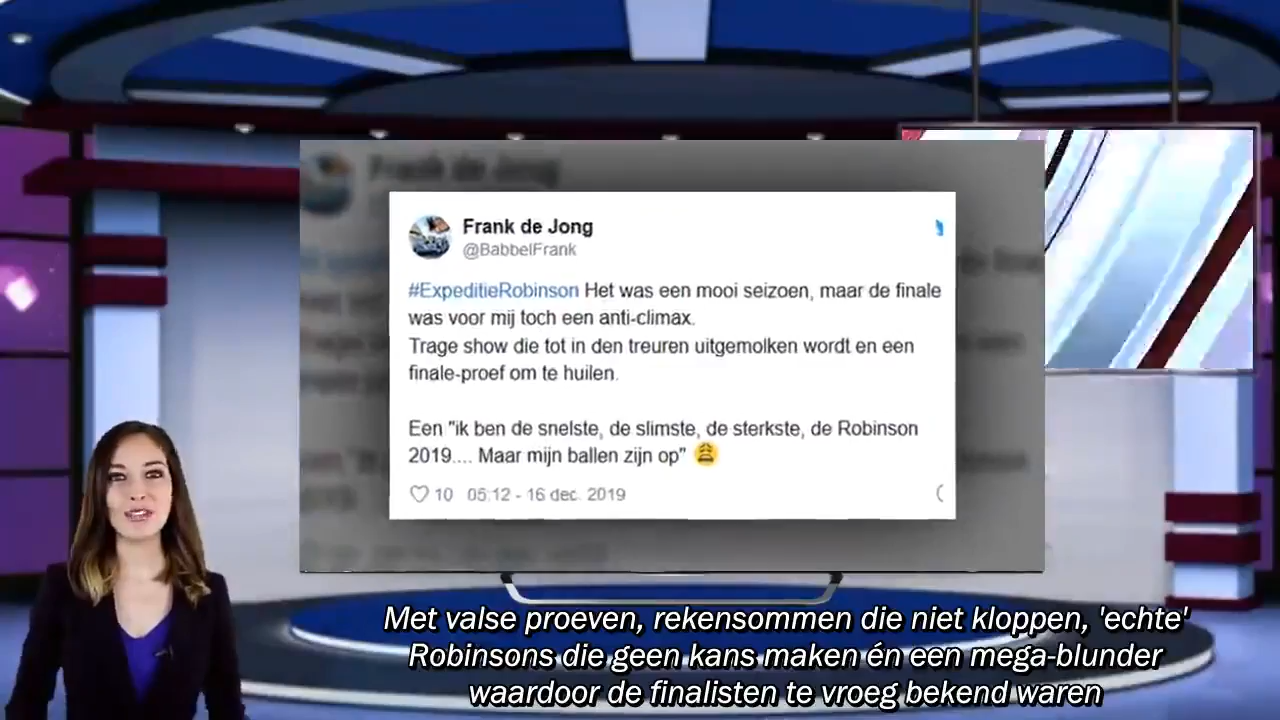 Frank de Jong
Frank de Jong
@BabbelFrank
#ExpeditieRobinson Het was een mooi seizoen, maar de finale
was voor mij toch een anti-climax.
Trage show die tot in den treuren uitgemolken wordt en een
finale-proef om te huilen.
Een "ik ben de snelste, de slimste, de sterkste, de Robinson
2019.... Maar mijn ballen zijn op" 😩
10 05:12 - 16 dec. 2019
Met valse proeven, rekensommen die niet kloppen, 'echte'
Robinsons die geen kans maken én een mega-blunder
waardoor de finalisten te vroeg bekend waren